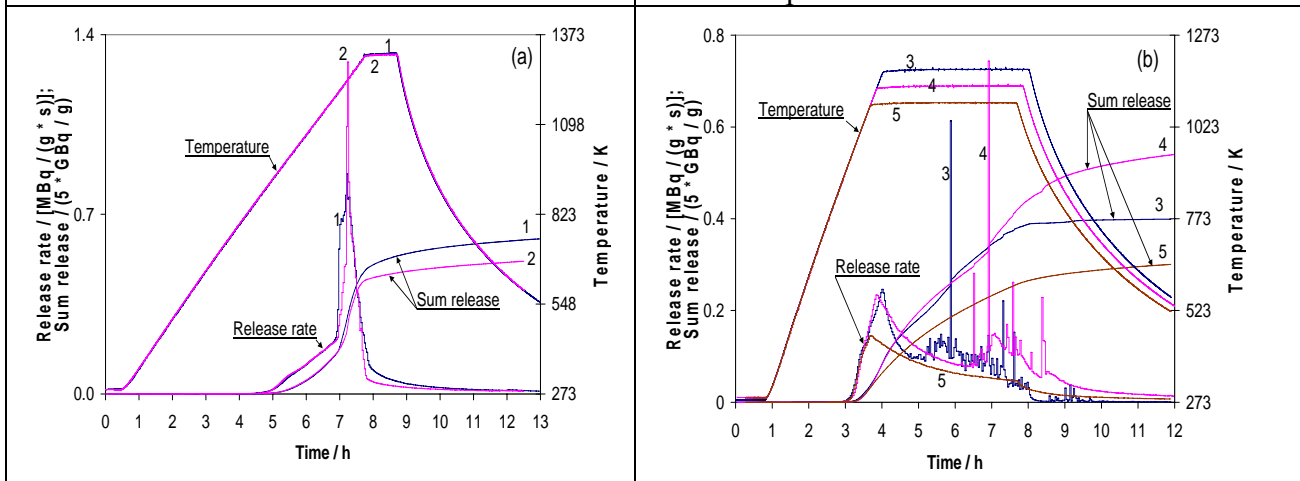 (a)
1.4
0.7
0.0
1373
1098
823
548
273
0 1 2 3 4 5 6 7 8 9 10 11 12 13
Time / h
Release rate / [MBq / (g * s)];
Sum release / (5 * GBq / g)
Temperature / K
Temperature
Release rate
Sum release
1
2
2
1
1
2
(b)
0.8
0.6
0.4
0.2
0
1273
1023
773
523
273
0 1 2 3 4 5 6 7 8 9 10 11 12
Time / h
Release rate / [MBq / (g * s)];
Sum release / (5 * GBq / g)
Temperature / K
Temperature
Sum release
Release rate
3
4
5
3
4
4
3
5
5